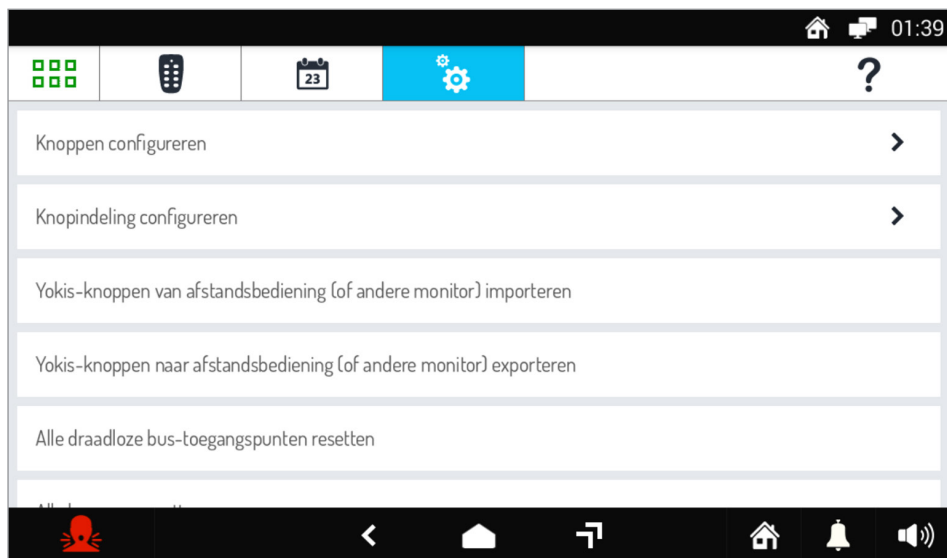 01:39
23
?
Knoppen configureren
Knopindeling configureren
Yokis-knoppen van afstandsbediening (of andere monitor) importeren
Yokis-knoppen naar afstandsbediening (of andere monitor) exporteren
Alle draadloze bus-toegangspunten resetten